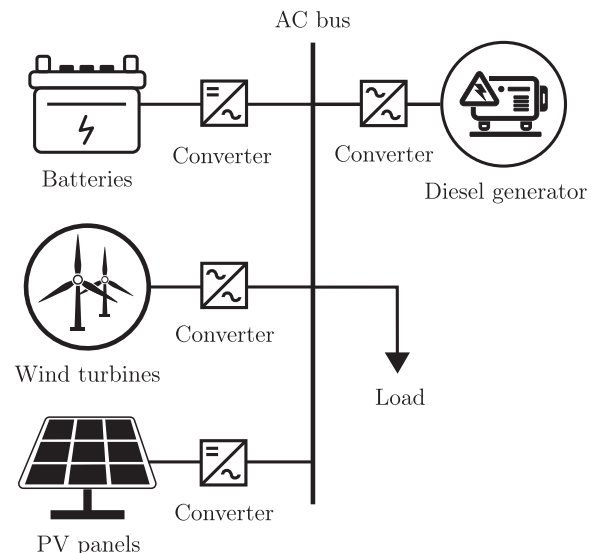 AC bus
Converter
Converter
Batteries
Diesel generator
Converter
Wind turbines
Load
Converter
PV panels